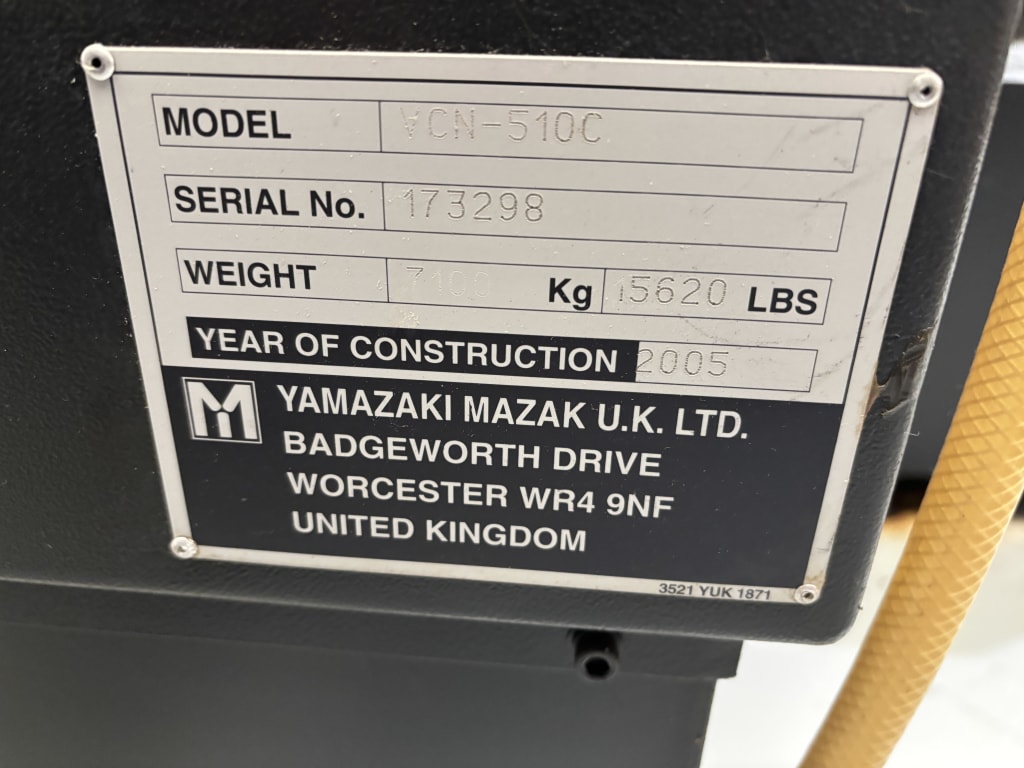 MODEL VCN-510C
SERIAL No. 173298
WEIGHT 7100 Kg 15620 LBS
YEAR OF CONSTRUCTION 2005
YAMAZAKI MAZAK U.K. LTD.
BADGEWORTH DRIVE
WORCESTER WR4 9NF
UNITED KINGDOM
3521 YUK 1871